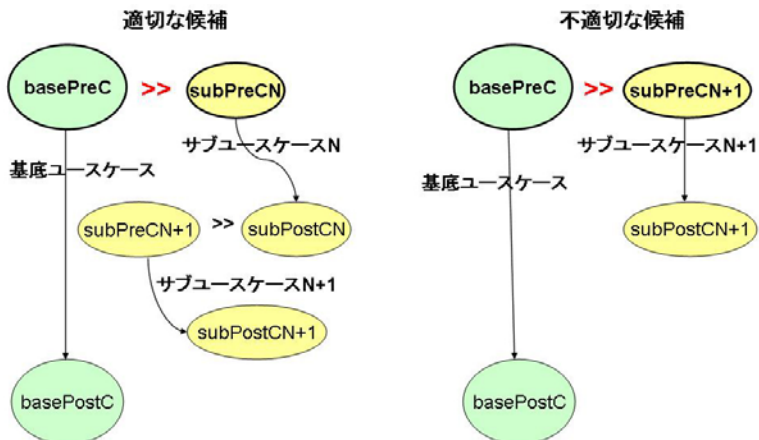 適切な候補
basePreC >> subPreCN
サブユースケースN
基底ユースケース
subPreCN+1 >> subPostCN
サブユースケースN+1
subPostCN+1
basePostC
不適切な候補
basePreC >> subPreCN+1
サブユースケースN+1
基底ユースケース
subPostCN+1
basePostC